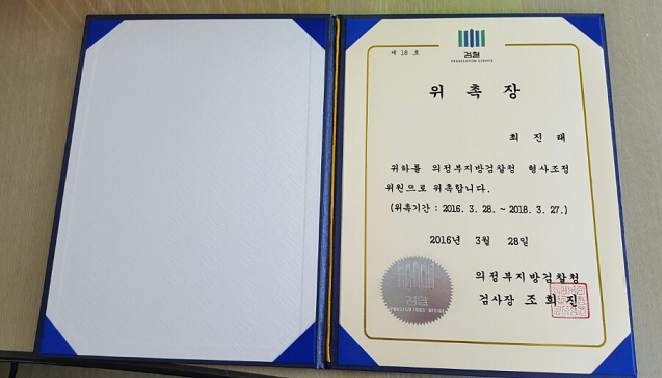 제 18 호
검찰
PROSECUTION SERVICE
위 촉 장
최 진 태
귀하를 의정부지방검찰청 형사조정
위원으로 위촉합니다.
(위촉기간 : 2016. 3. 28. ~ 2018. 3. 27.)
2016년 3월 28일
의정부지방검찰청
검사장 조 희 진
검찰